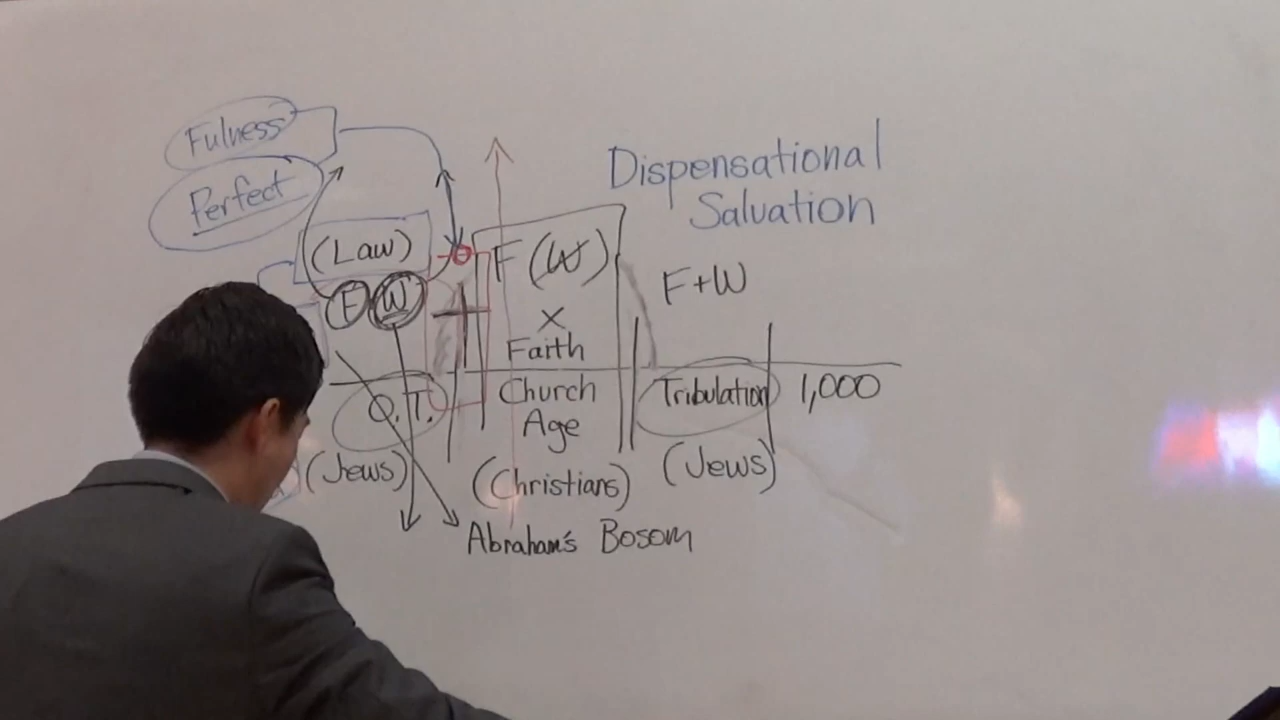 Fulness
Perfect
Dispensational
Salvation
(Law)
F W
F (W)
F+W
X
Faith
O.T.
Church
Age
Tribulation
1,000
(Jews)
(Christians)
(Jews)
Abraham's Bosom